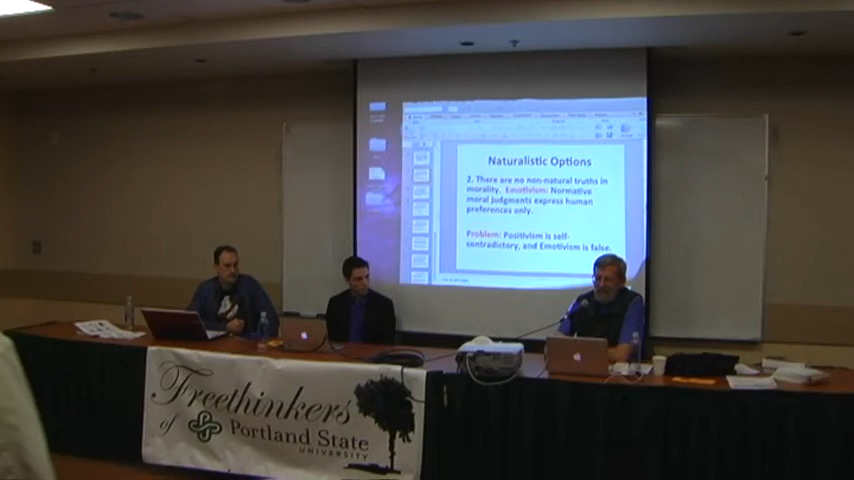 Naturalistic Options
2. There are no non-natural truths in
morality. Emotivism: Normative
moral judgments express human
preferences only.
Problem: Positivism is self-
contradictory, and Emotivism is false.
Freethinkers
of Portland State
UNIVERSITY